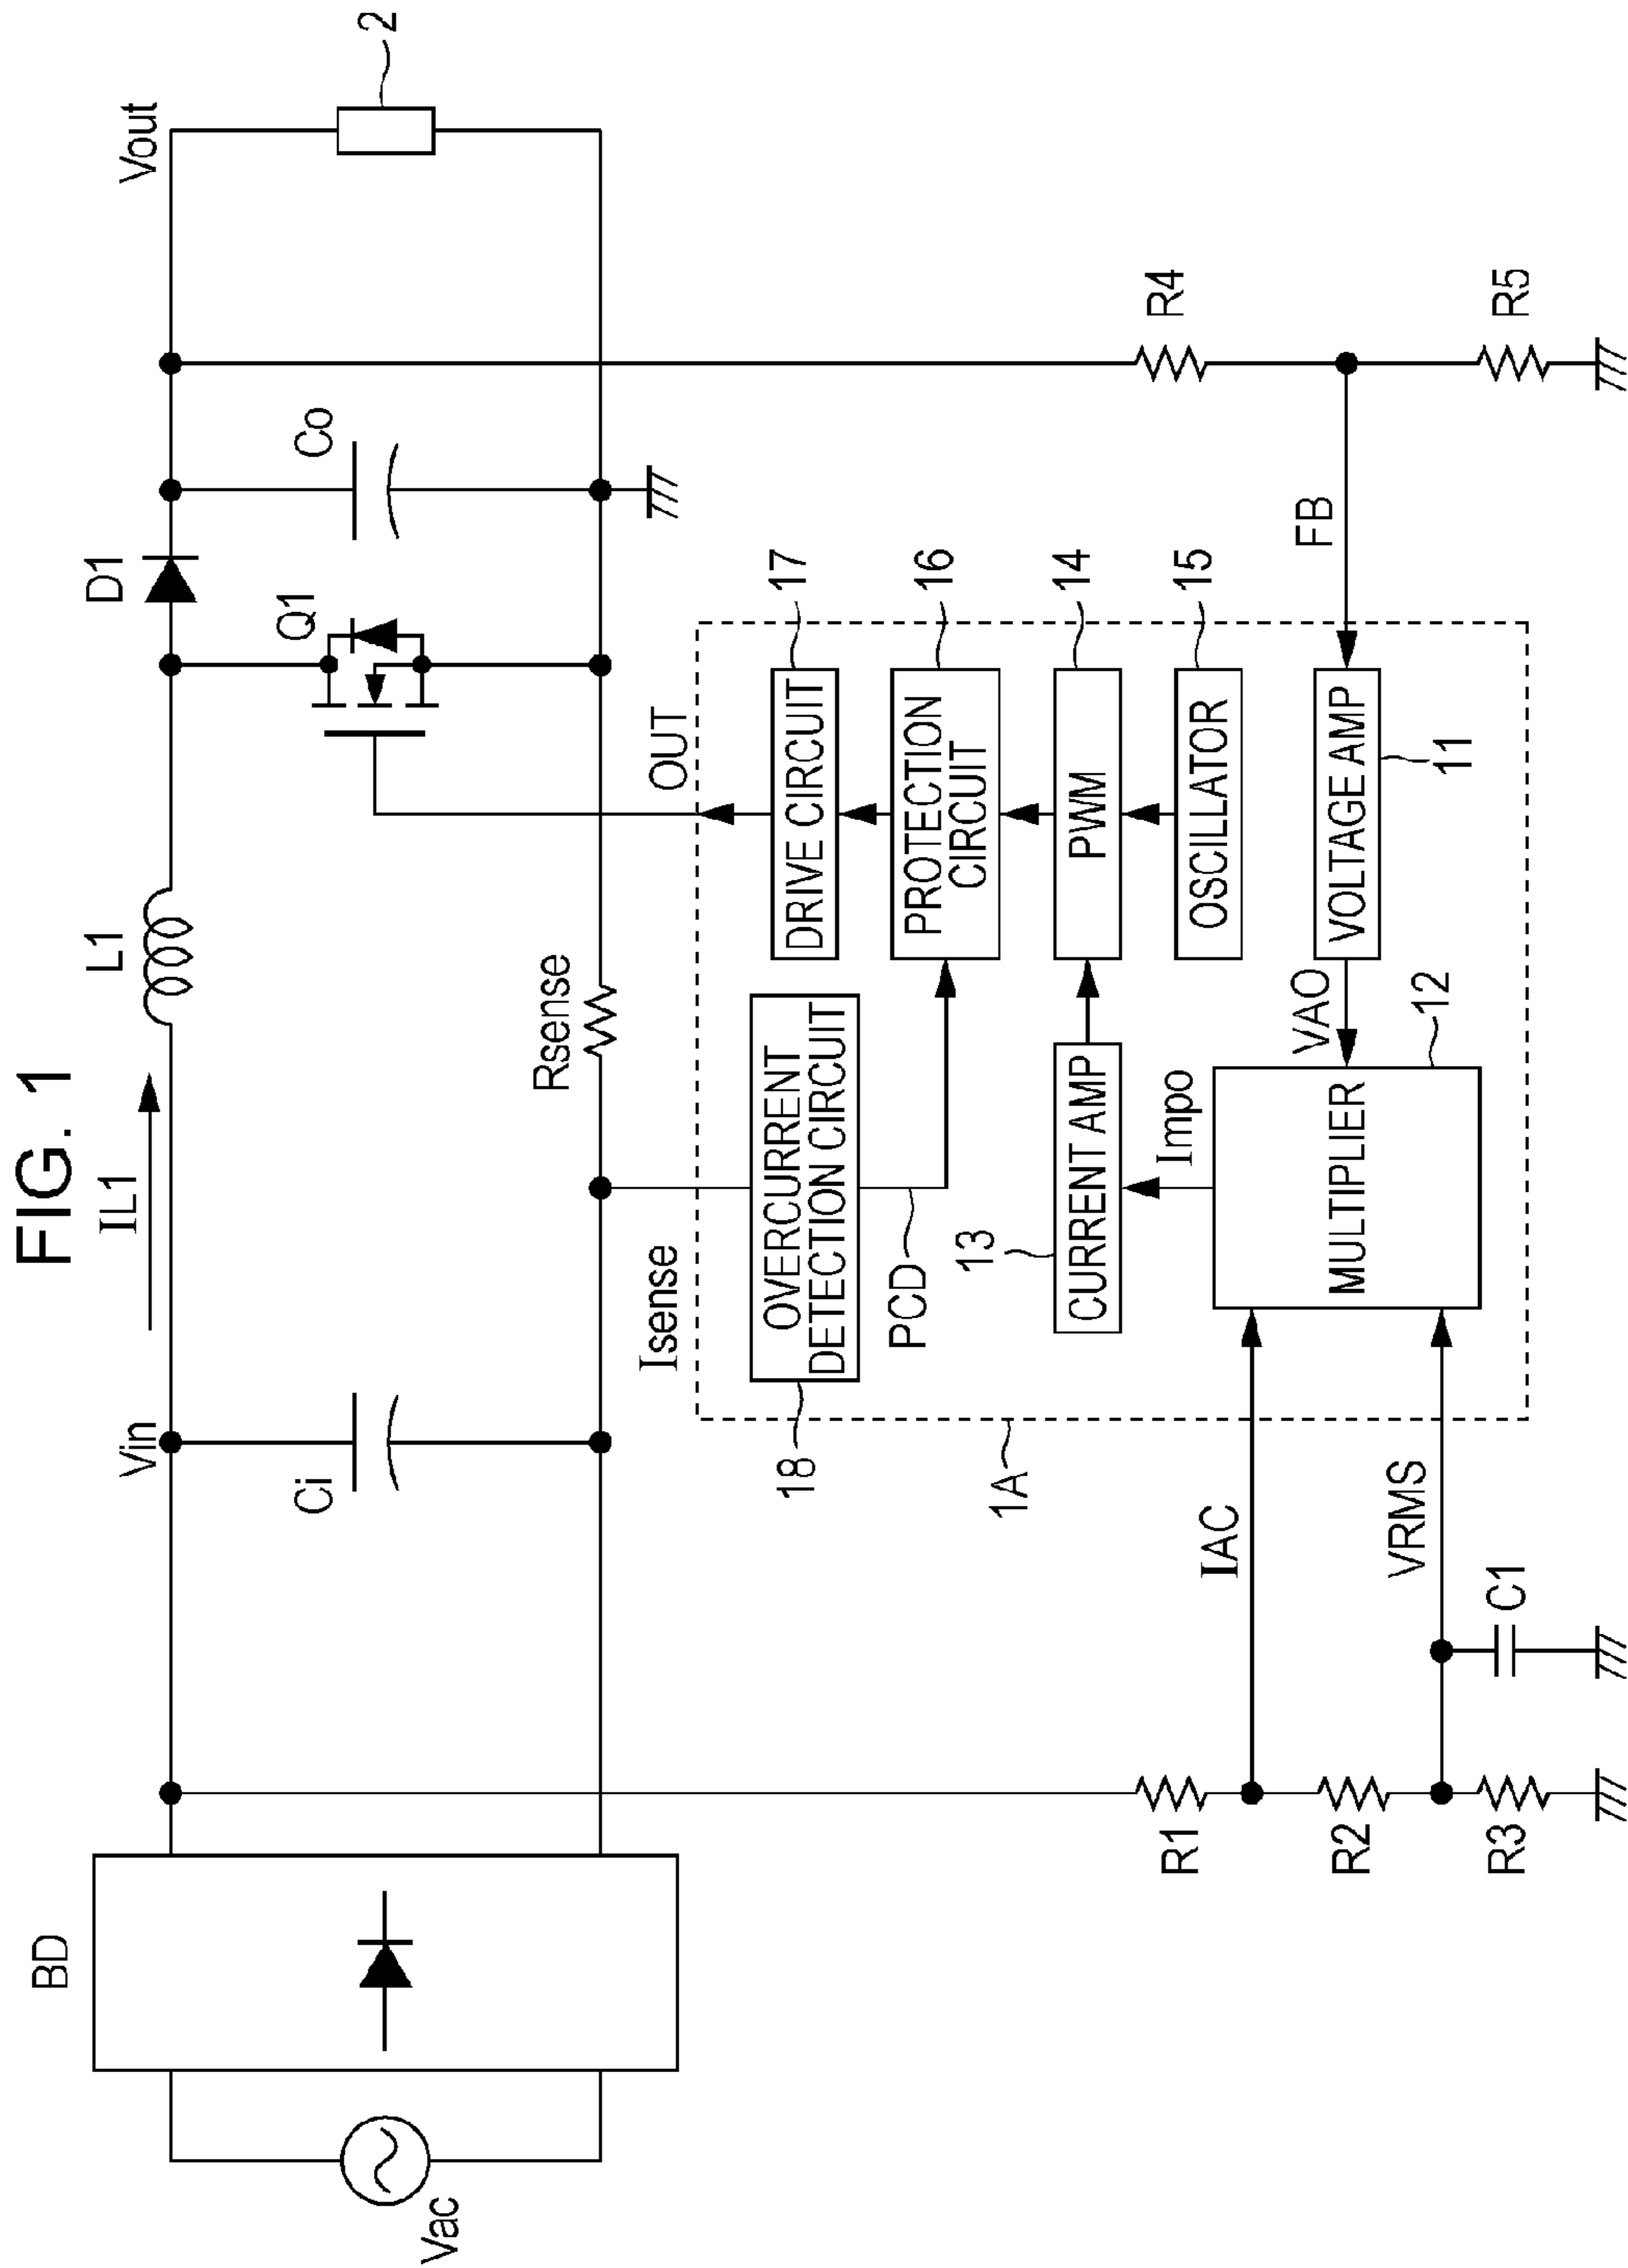 FIG. 1
BD
Vac
Vin
IL1
L1
D1
Vout
Ci
Q1
Co
2
Rsense
Isense
OUT
18
OVERCURRENT
DETECTION CIRCUIT
DRIVE CIRCUIT
17
PCD
PROTECTION
CIRCUIT
16
1A
13
CURRENT AMP
PWM
14
Impo
OSCILLATOR
15
R1
IAC
R4
MULTIPLIER
12
VAO
VOLTAGE AMP
11
FB
R2
VRMS
R3
C1
R5